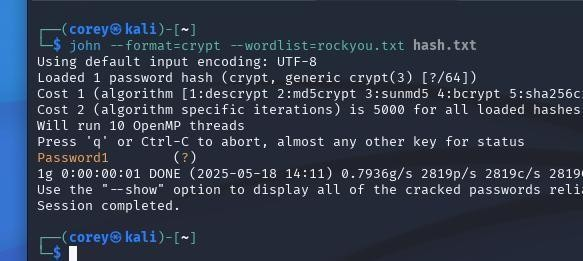 ┌──(corey㉿kali)-[~]
└─$ john --format=crypt --wordlist=rockyou.txt hash.txt
Using default input encoding: UTF-8
Loaded 1 password hash (crypt, generic crypt(3) [?/64])
Cost 1 (algorithm [1:descrypt 2:md5crypt 3:sunmd5 4:bcrypt 5:sha256c
Cost 2 (algorithm specific iterations) is 5000 for all loaded hashes
Will run 10 OpenMP threads
Press 'q' or Ctrl-C to abort, almost any other key for status
Password1        (?)
1g 0:00:00:01 DONE (2025-05-18 14:11) 0.7936g/s 2819p/s 2819c/s 2819
Use the "--show" option to display all of the cracked passwords relia
Session completed.
┌──(corey㉿kali)-[~]
└─$